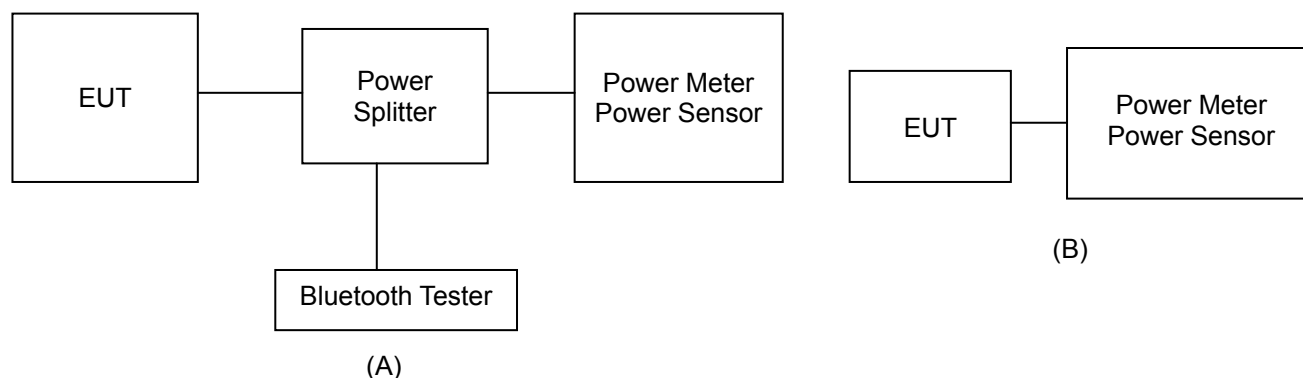 EUT
Power
Splitter
Power Meter
Power Sensor
Bluetooth Tester
(A)
EUT
Power Meter
Power Sensor
(B)